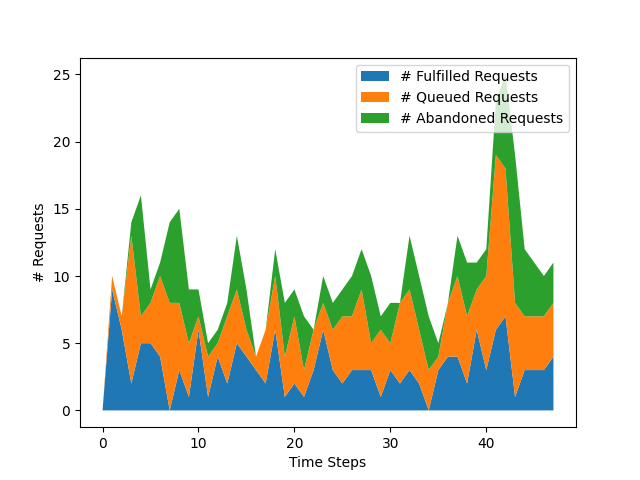 # Fulfilled Requests
# Queued Requests
# Abandoned Requests
# Requests
25
20
15
10
5
0
0 10 20 30 40
Time Steps